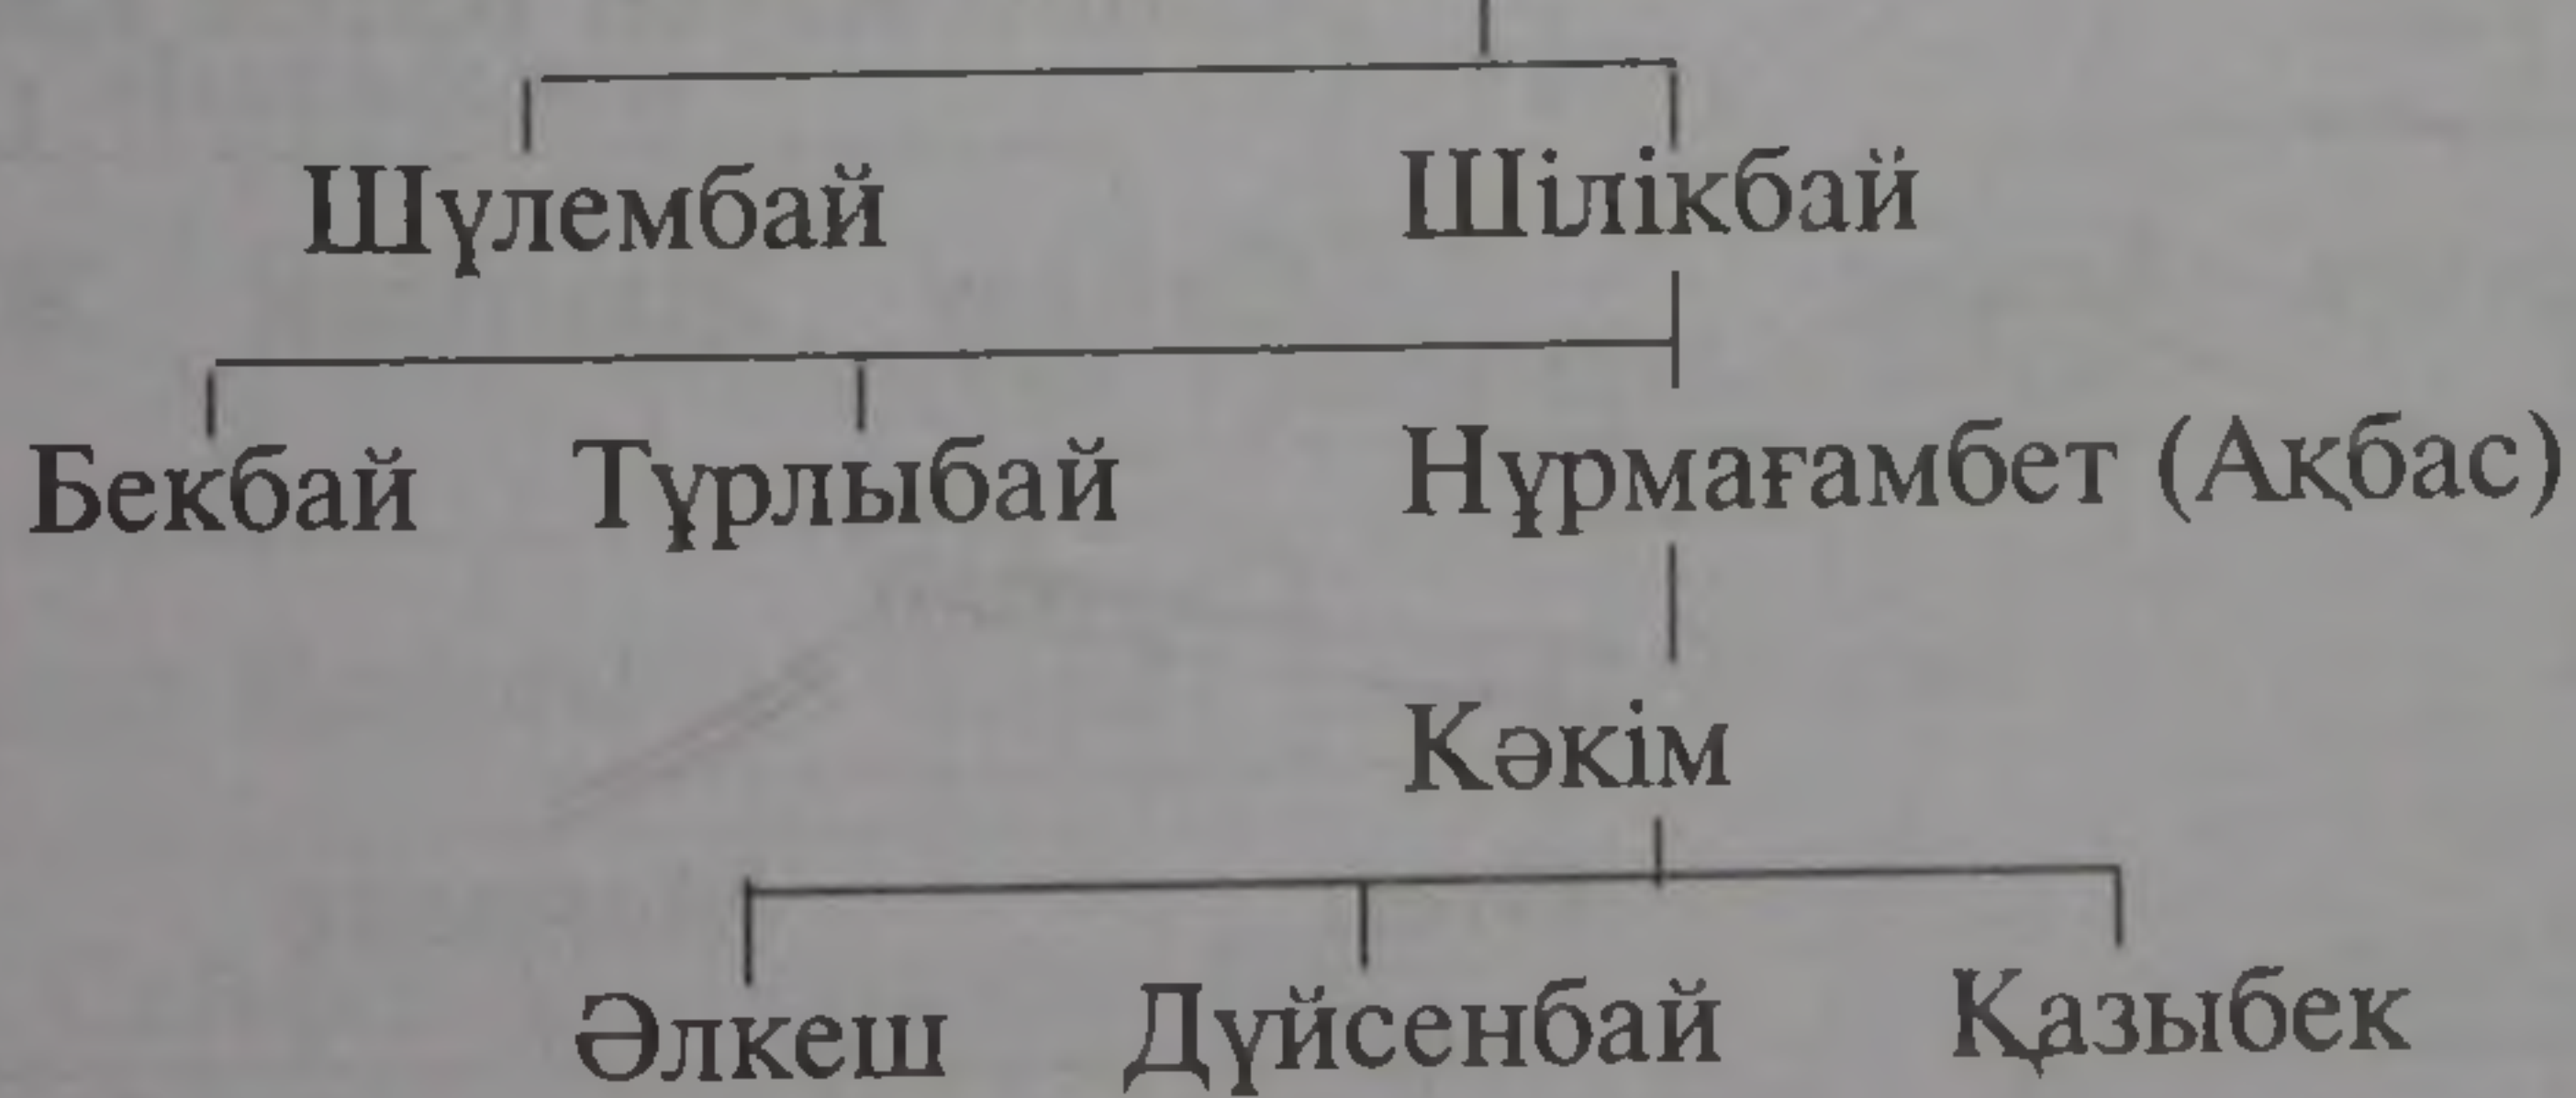 Шүлембай Шілікбай
Бекбай Тұрлыбай Нұрмағамбет (Ақбас)
Кәкім
Әлкеш Дүйсенбай Қазыбек